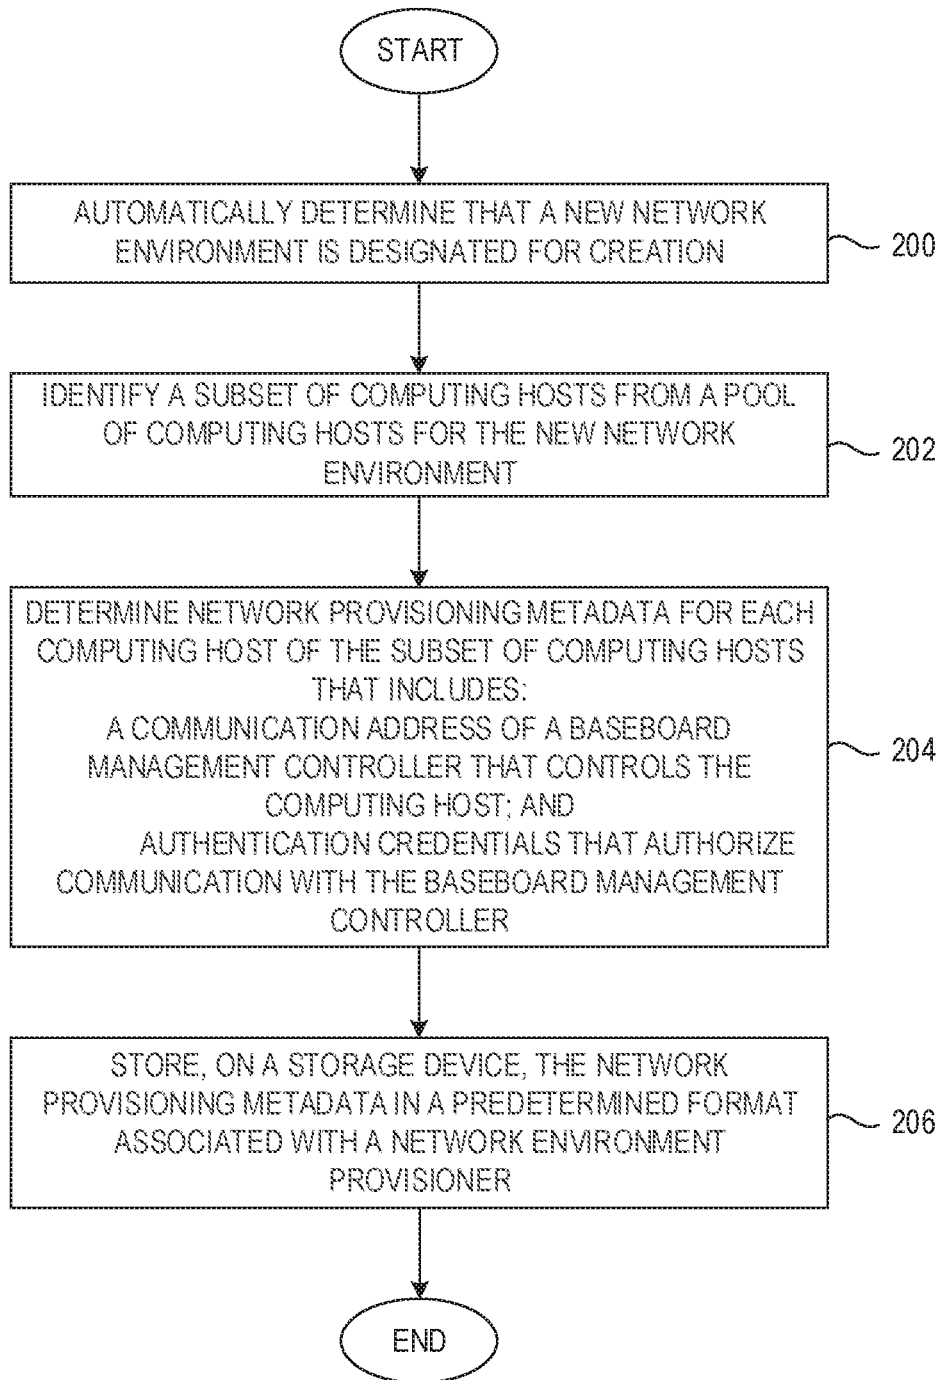 START
AUTOMATICALLY DETERMINE THAT A NEW NETWORK
ENVIRONMENT IS DESIGNATED FOR CREATION
200
IDENTIFY A SUBSET OF COMPUTING HOSTS FROM A POOL
OF COMPUTING HOSTS FOR THE NEW NETWORK
ENVIRONMENT
202
DETERMINE NETWORK PROVISIONING METADATA FOR EACH
COMPUTING HOST OF THE SUBSET OF COMPUTING HOSTS
THAT INCLUDES:
A COMMUNICATION ADDRESS OF A BASEBOARD
MANAGEMENT CONTROLLER THAT CONTROLS THE
COMPUTING HOST; AND
AUTHENTICATION CREDENTIALS THAT AUTHORIZE
COMMUNICATION WITH THE BASEBOARD MANAGEMENT
CONTROLLER
204
STORE, ON A STORAGE DEVICE, THE NETWORK
PROVISIONING METADATA IN A PREDETERMINED FORMAT
ASSOCIATED WITH A NETWORK ENVIRONMENT
PROVISIONER
206
END